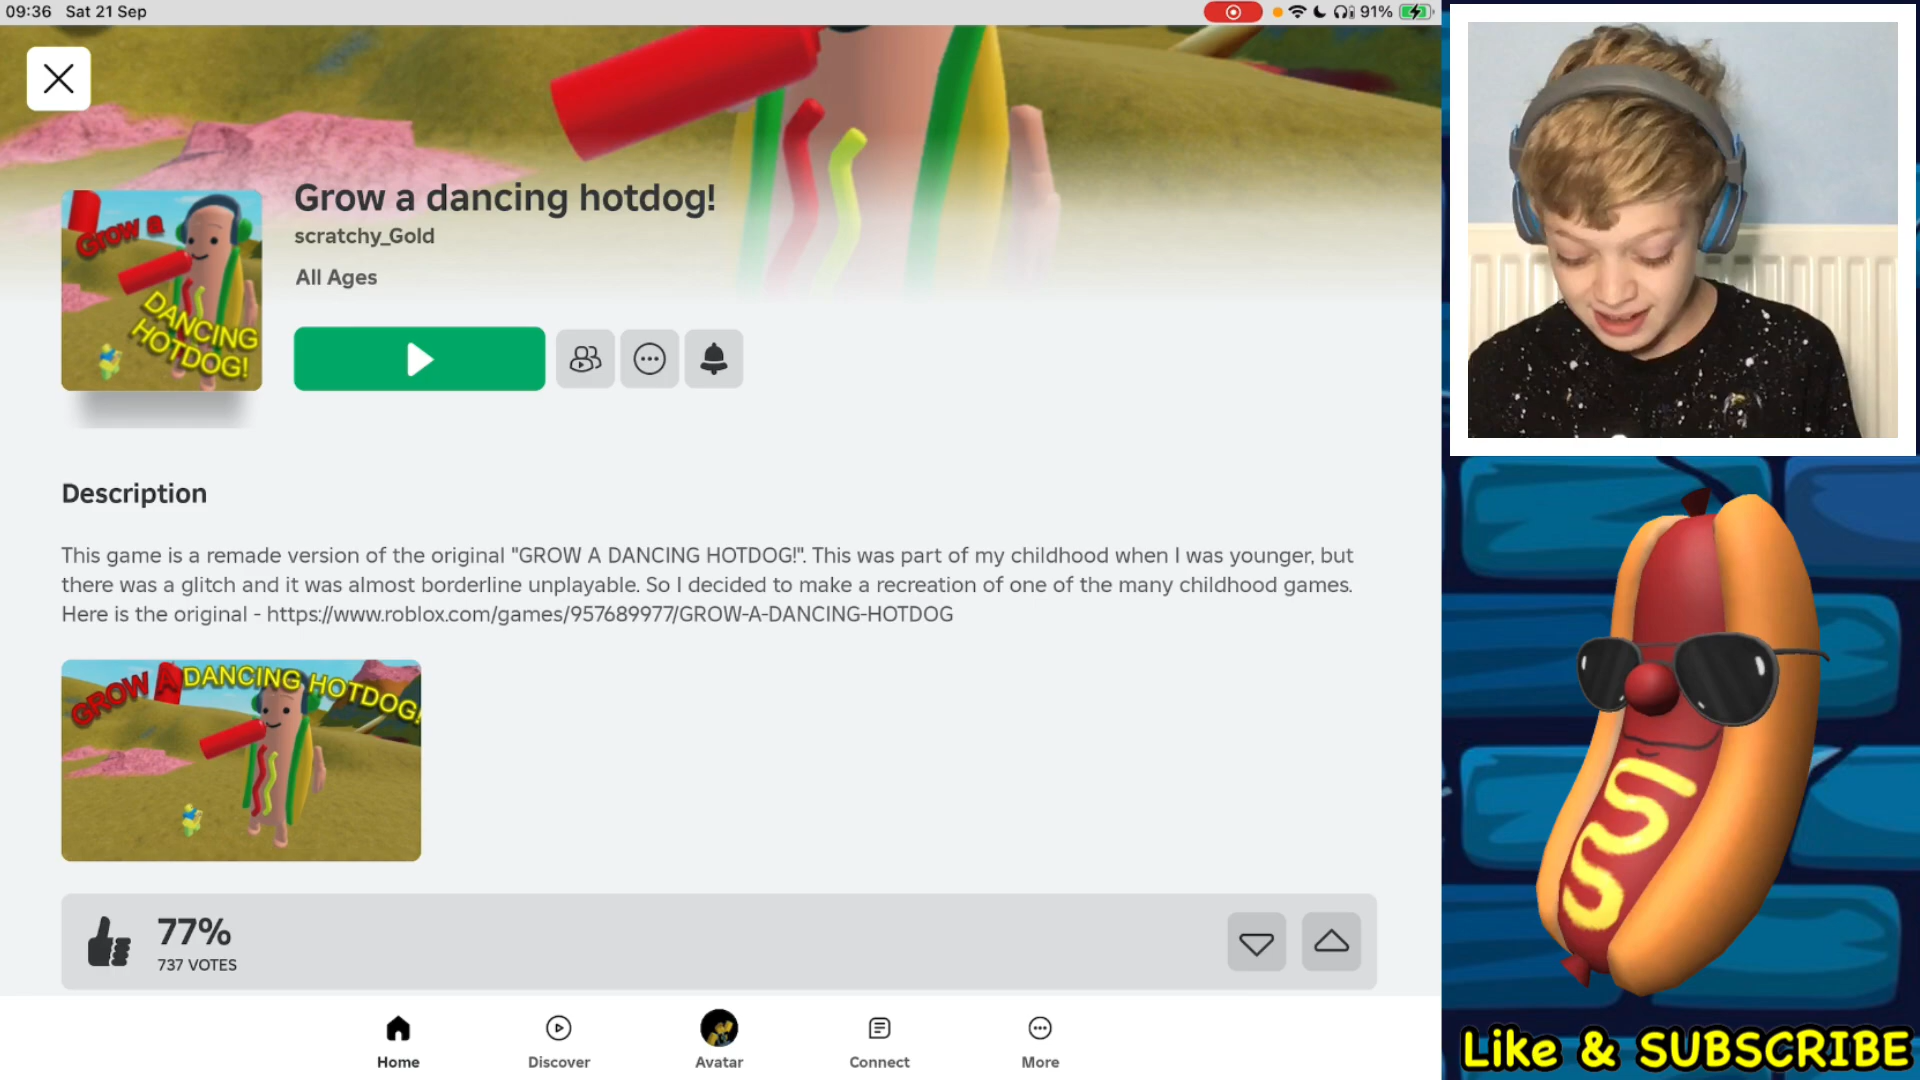 09:36 Sat 21 Sep
91%
Grow a
DANCING
HOTDOG!
Grow a dancing hotdog!
scratchy_Gold
All Ages
Description
This game is a remade version of the original "GROW A DANCING HOTDOG!". This was part of my childhood when I was younger, but
there was a glitch and it was almost borderline unplayable. So I decided to make a recreation of one of the many childhood games.
Here is the original - https://www.roblox.com/games/957689977/GROW-A-DANCING-HOTDOG
GROW A DANCING HOTDOG!
77%
737 VOTES
Home
Discover
Avatar
Connect
More
Like & SUBSCRIBE